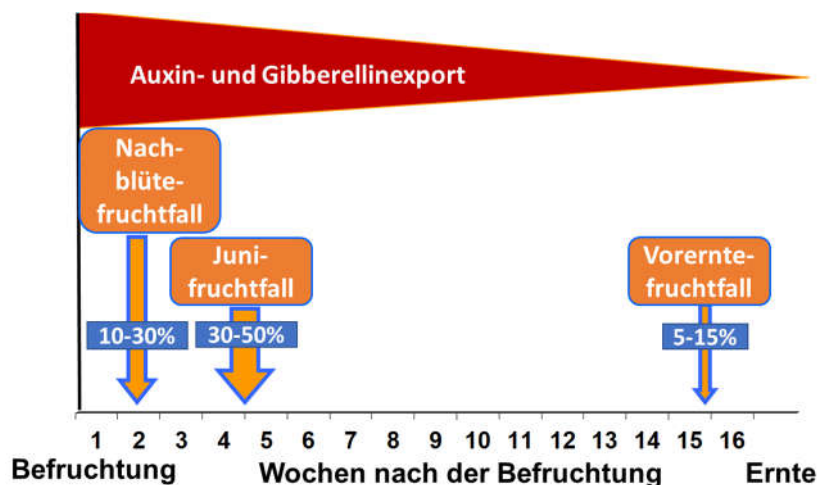 Auxin- und Gibberellinexport
Nach-
blüte-
fruchtfall
Juni-
fruchtfall
Vorernte-
fruchtfall
10-30%
30-50%
5-15%
1 2 3 4 5 6 7 8 9 10 11 12 13 14 15 16
Befruchtung Wochen nach der Befruchtung Ernte